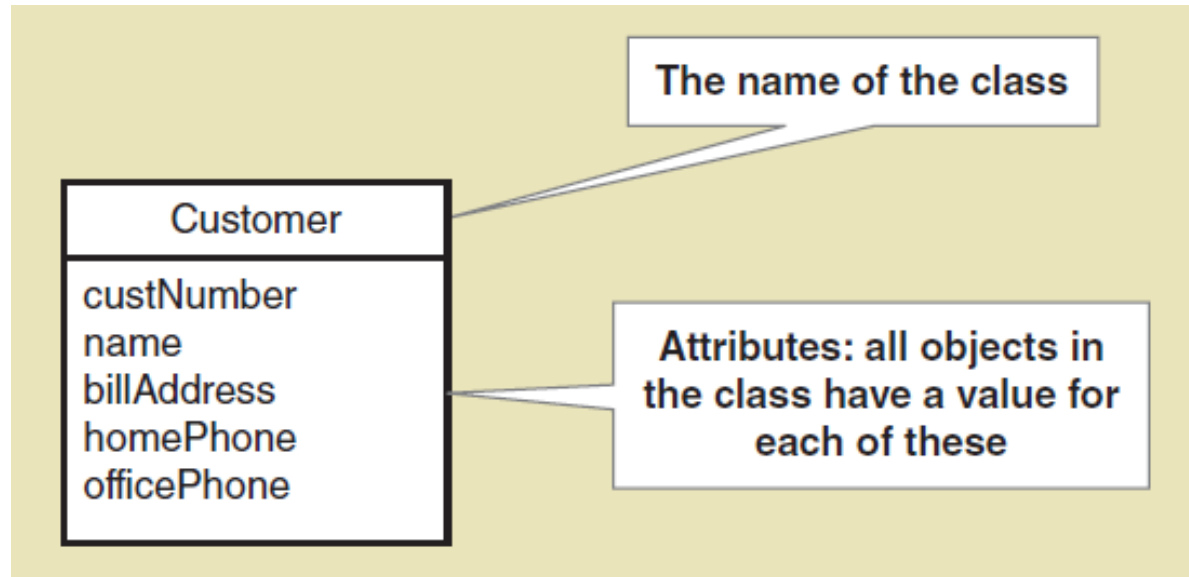 The name of the class
Customer
custNumber
name
billAddress
homePhone
officePhone
Attributes: all objects in
the class have a value for
each of these